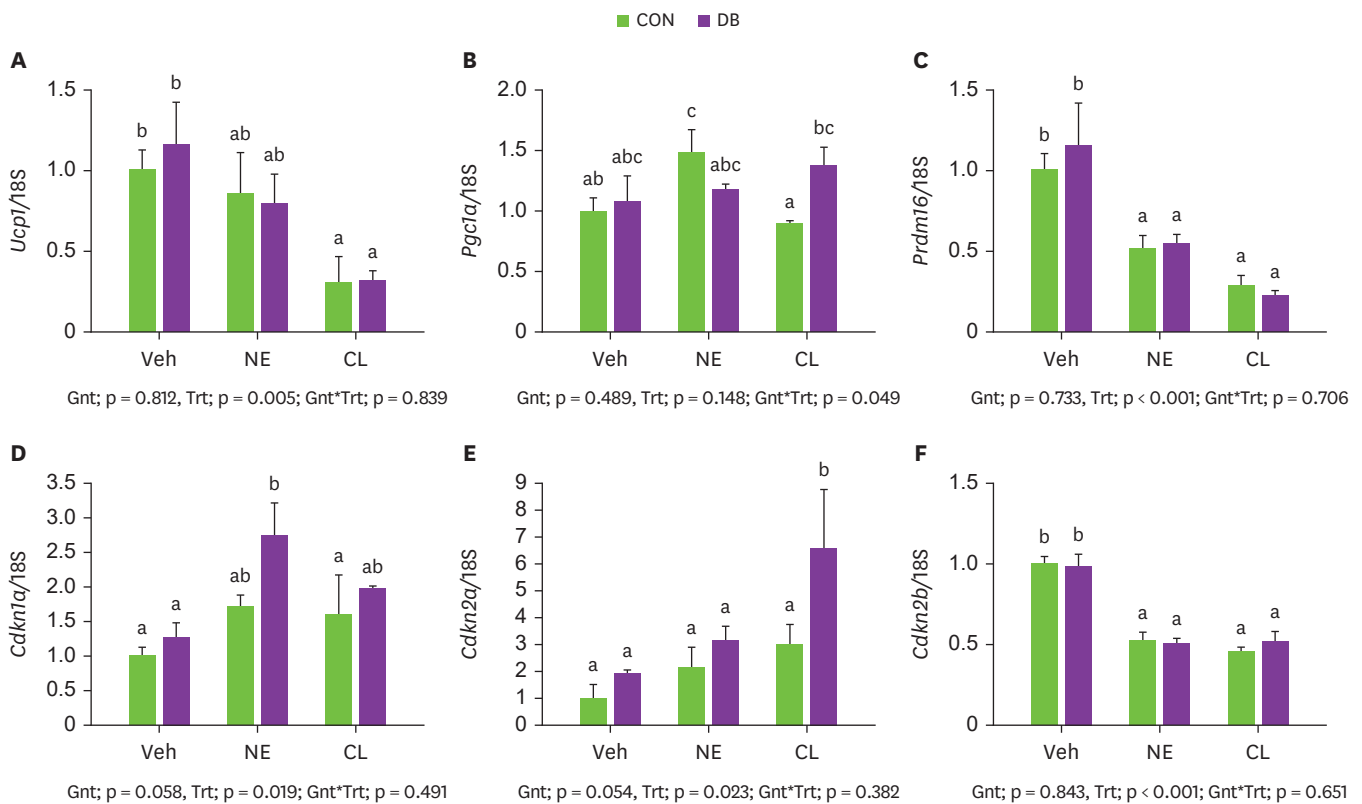 CON DB
A
Ucp1/18S
1.5
1.0
0.5
0
b
b
ab
ab
a
a
Veh NE CL
Gnt; p = 0.812, Trt; p = 0.005; Gnt*Trt; p = 0.839
B
Pgc1a/18S
2.0
1.5
1.0
0.5
0
ab
abc
c
abc
a
bc
Veh NE CL
Gnt; p = 0.489, Trt; p = 0.148; Gnt*Trt; p = 0.049
C
Prdm16/18S
1.5
1.0
0.5
0
b
b
a
a
a
a
Veh NE CL
Gnt; p = 0.733, Trt; p < 0.001; Gnt*Trt; p = 0.706
D
Cdkn1a/18S
3.5
3.0
2.5
2.0
1.5
1.0
0.5
0
a
a
ab
b
a
ab
Veh NE CL
Gnt; p = 0.058, Trt; p = 0.019; Gnt*Trt; p = 0.491
E
Cdkn2a/18S
9
8
7
6
5
4
3
2
1
0
a
a
a
a
a
b
Veh NE CL
Gnt; p = 0.054, Trt; p = 0.023; Gnt*Trt; p = 0.382
F
Cdkn2b/18S
1.5
1.0
0.5
0
b
b
a
a
a
a
Veh NE CL
Gnt; p = 0.843, Trt; p < 0.001; Gnt*Trt; p = 0.651